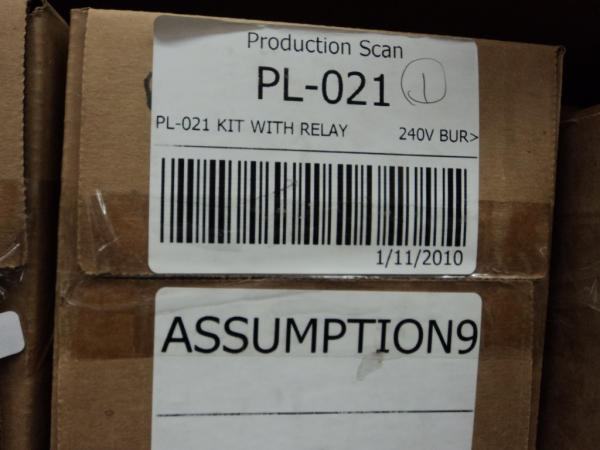 Production Scan
PL-021 1
PL-021 KIT WITH RELAY 240V BUR>
1/11/2010
ASSUMPTION9